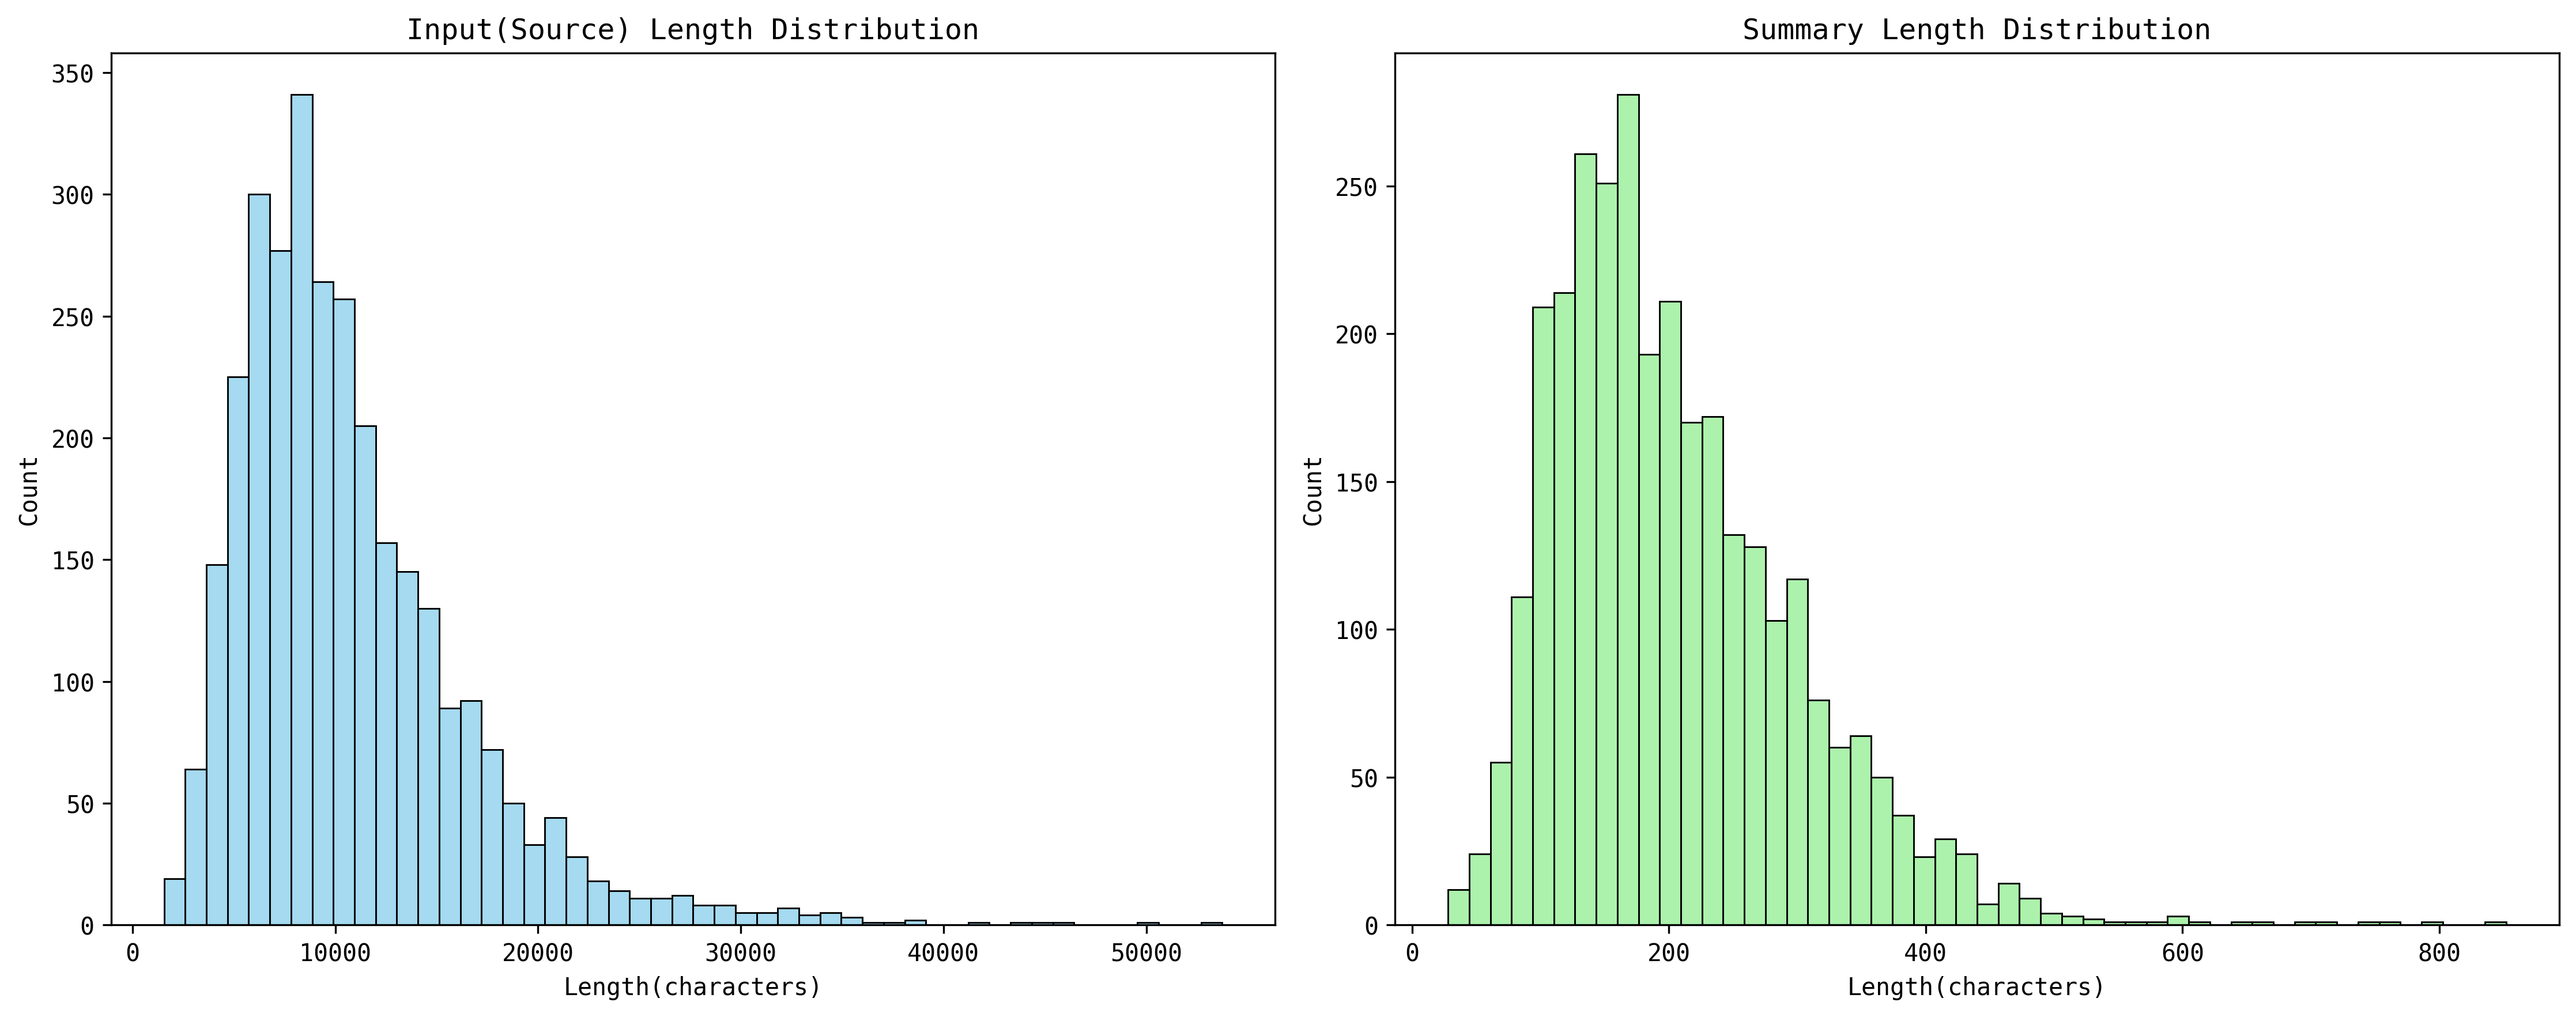 Input(Source) Length Distribution
350
300
250
200
150
100
50
0
Count
0 10000 20000 30000 40000 50000
Length(characters)
Summary Length Distribution
250
200
150
100
50
0
Count
0 200 400 600 800
Length(characters)